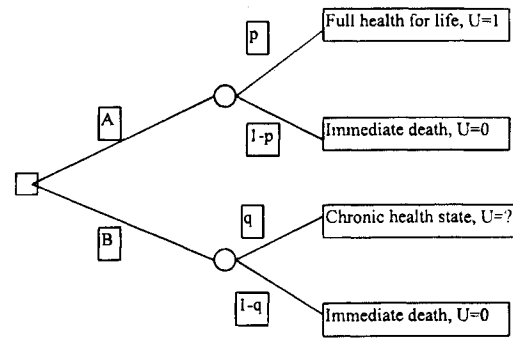 p
Full health for life, U=1
A
1-p
Immediate death, U=0
B
q
Chronic health state, U=?
1-q
Immediate death, U=0